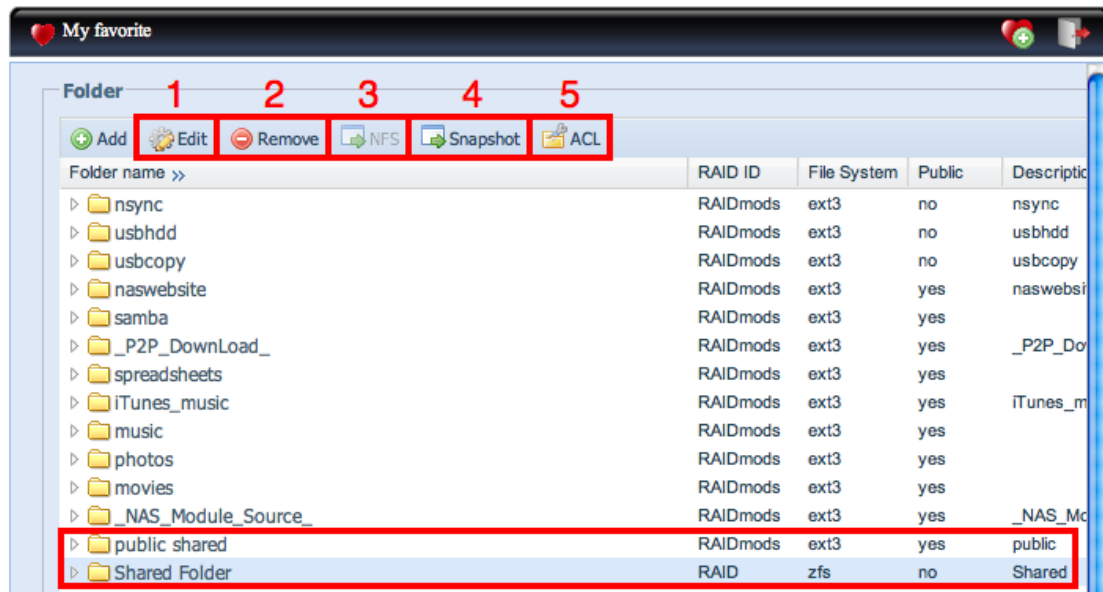 My favorite
Folder
1 2 3 4 5
Add Edit Remove NFS Snapshot ACL
Folder name » RAID ID File System Public Descriptic
nsync RAIDmods ext3 no nsync
usbhdd RAIDmods ext3 no usbhdd
usbcopy RAIDmods ext3 no usbcopy
naswebsite RAIDmods ext3 yes naswebsi
samba RAIDmods ext3 yes
_P2P_DownLoad_ RAIDmods ext3 yes _P2P_Do
spreadsheets RAIDmods ext3 yes
iTunes_music RAIDmods ext3 yes iTunes_m
music RAIDmods ext3 yes
photos RAIDmods ext3 yes
movies RAIDmods ext3 yes
_NAS_Module_Source_ RAIDmods ext3 yes _NAS_Mo
public shared RAIDmods ext3 yes public
Shared Folder RAID zfs no Shared